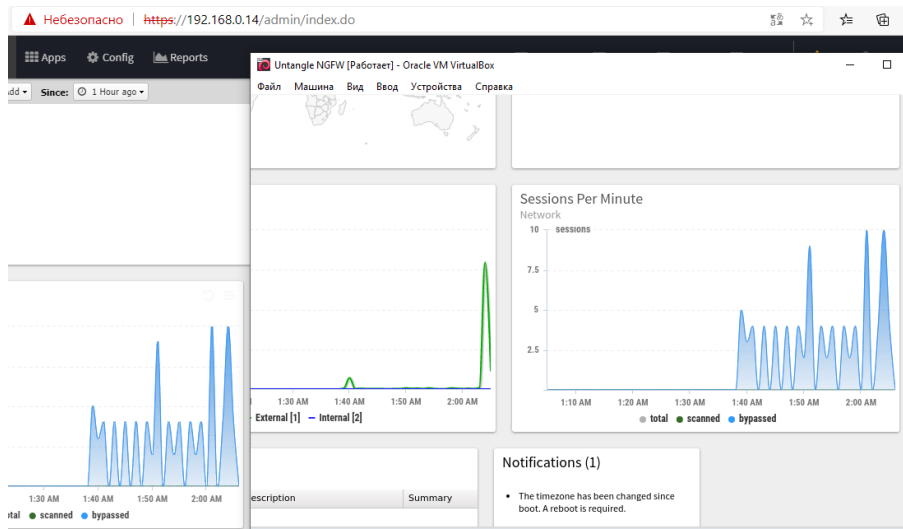 Небезопасно https://192.168.0.14/admin/index.do
Apps Config Reports
Add Since: 1 Hour ago
Untangle NGFW [Работает] - Oracle VM VirtualBox
Файл Машина Вид Ввод Устройства Справка
Sessions Per Minute
Network
10 sessions
7.5
5
2.5
1:10 AM 1:20 AM 1:30 AM 1:40 AM 1:50 AM 2:00 AM
total scanned bypassed
1:30 AM 1:40 AM 1:50 AM 2:00 AM
External [1] Internal [2]
1:30 AM 1:40 AM 1:50 AM 2:00 AM
scanned bypassed
Summary
Notifications (1)
The timezone has been changed since
boot. A reboot is required.